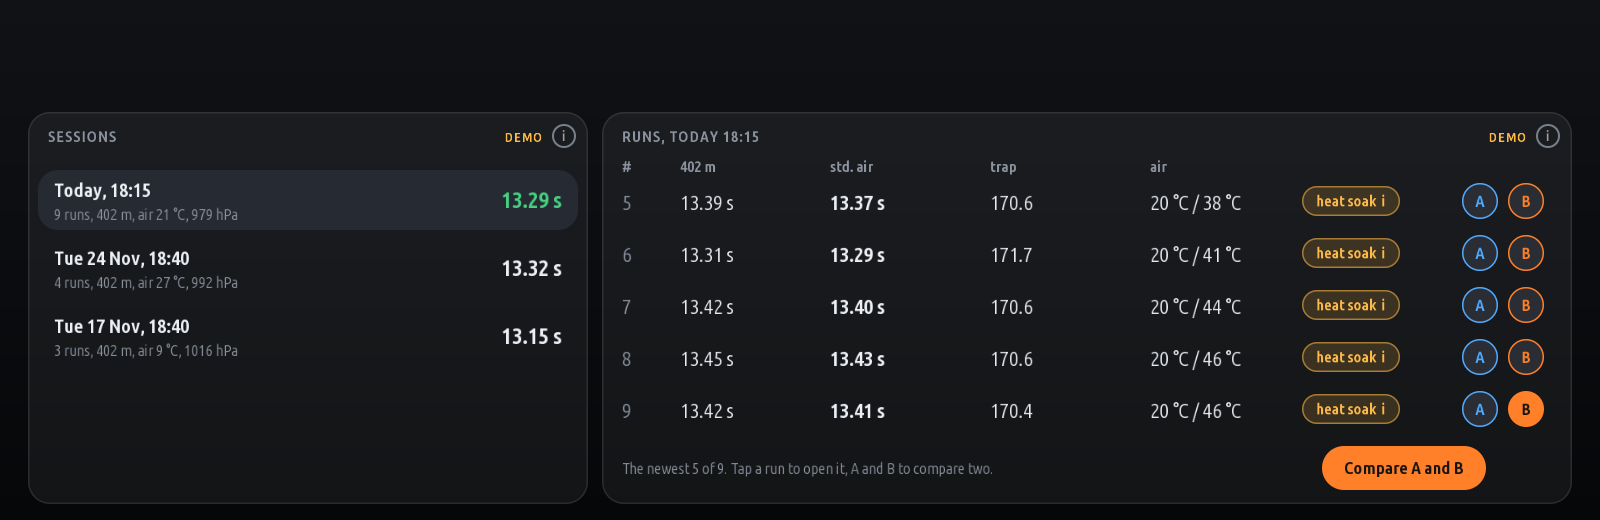 SESSIONS
DEMO i
Today, 18:15
13.29 s
9 runs, 402 m, air 21 °C, 979 hPa
Tue 24 Nov, 18:40
13.32 s
4 runs, 402 m, air 27 °C, 992 hPa
Tue 17 Nov, 18:40
13.15 s
3 runs, 402 m, air 9 °C, 1016 hPa
RUNS, TODAY 18:15
DEMO i
# 402 m std. air trap air
5 13.39 s 13.37 s 170.6 20 °C / 38 °C heat soak i A B
6 13.31 s 13.29 s 171.7 20 °C / 41 °C heat soak i A B
7 13.42 s 13.40 s 170.6 20 °C / 44 °C heat soak i A B
8 13.45 s 13.43 s 170.6 20 °C / 46 °C heat soak i A B
9 13.42 s 13.41 s 170.4 20 °C / 46 °C heat soak i A B
The newest 5 of 9. Tap a run to open it, A and B to compare two.
Compare A and B